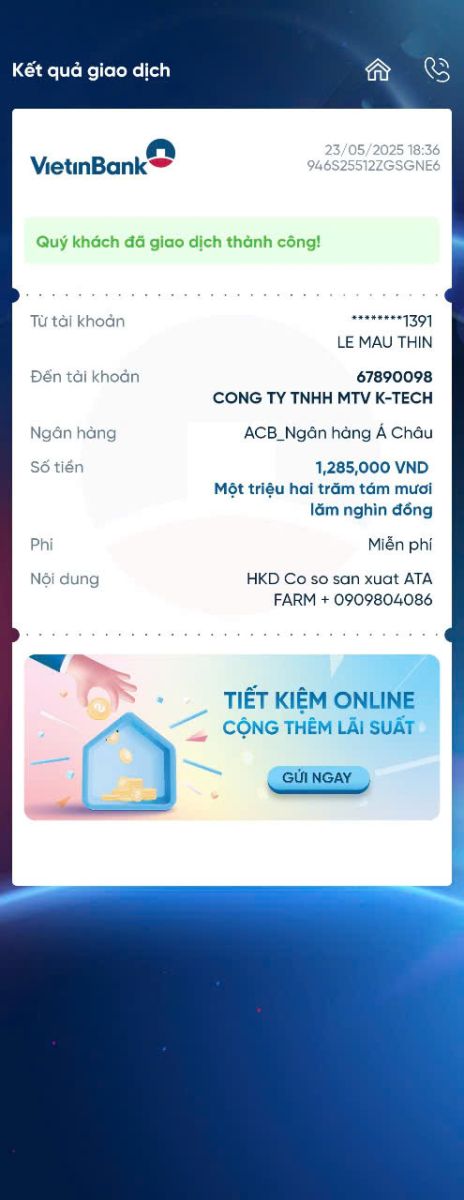 Kết quả giao dịch
VietinBank
23/05/2025 18:36
946S25512ZGSGNE6
Quý khách đã giao dịch thành công!
Từ tài khoản
********1391
LE MAU THIN
Đến tài khoản
67890098
CONG TY TNHH MTV K-TECH
Ngân hàng
ACB_Ngân hàng Á Châu
Số tiền
1,285,000 VND
Một triệu hai trăm tám mươi
lăm nghìn đồng
Phí
Miễn phí
Nội dung
HKD Co so san xuat ATA
FARM + 0909804086
TIẾT KIỆM ONLINE
CỘNG THÊM LÃI SUẤT
GỬI NGAY